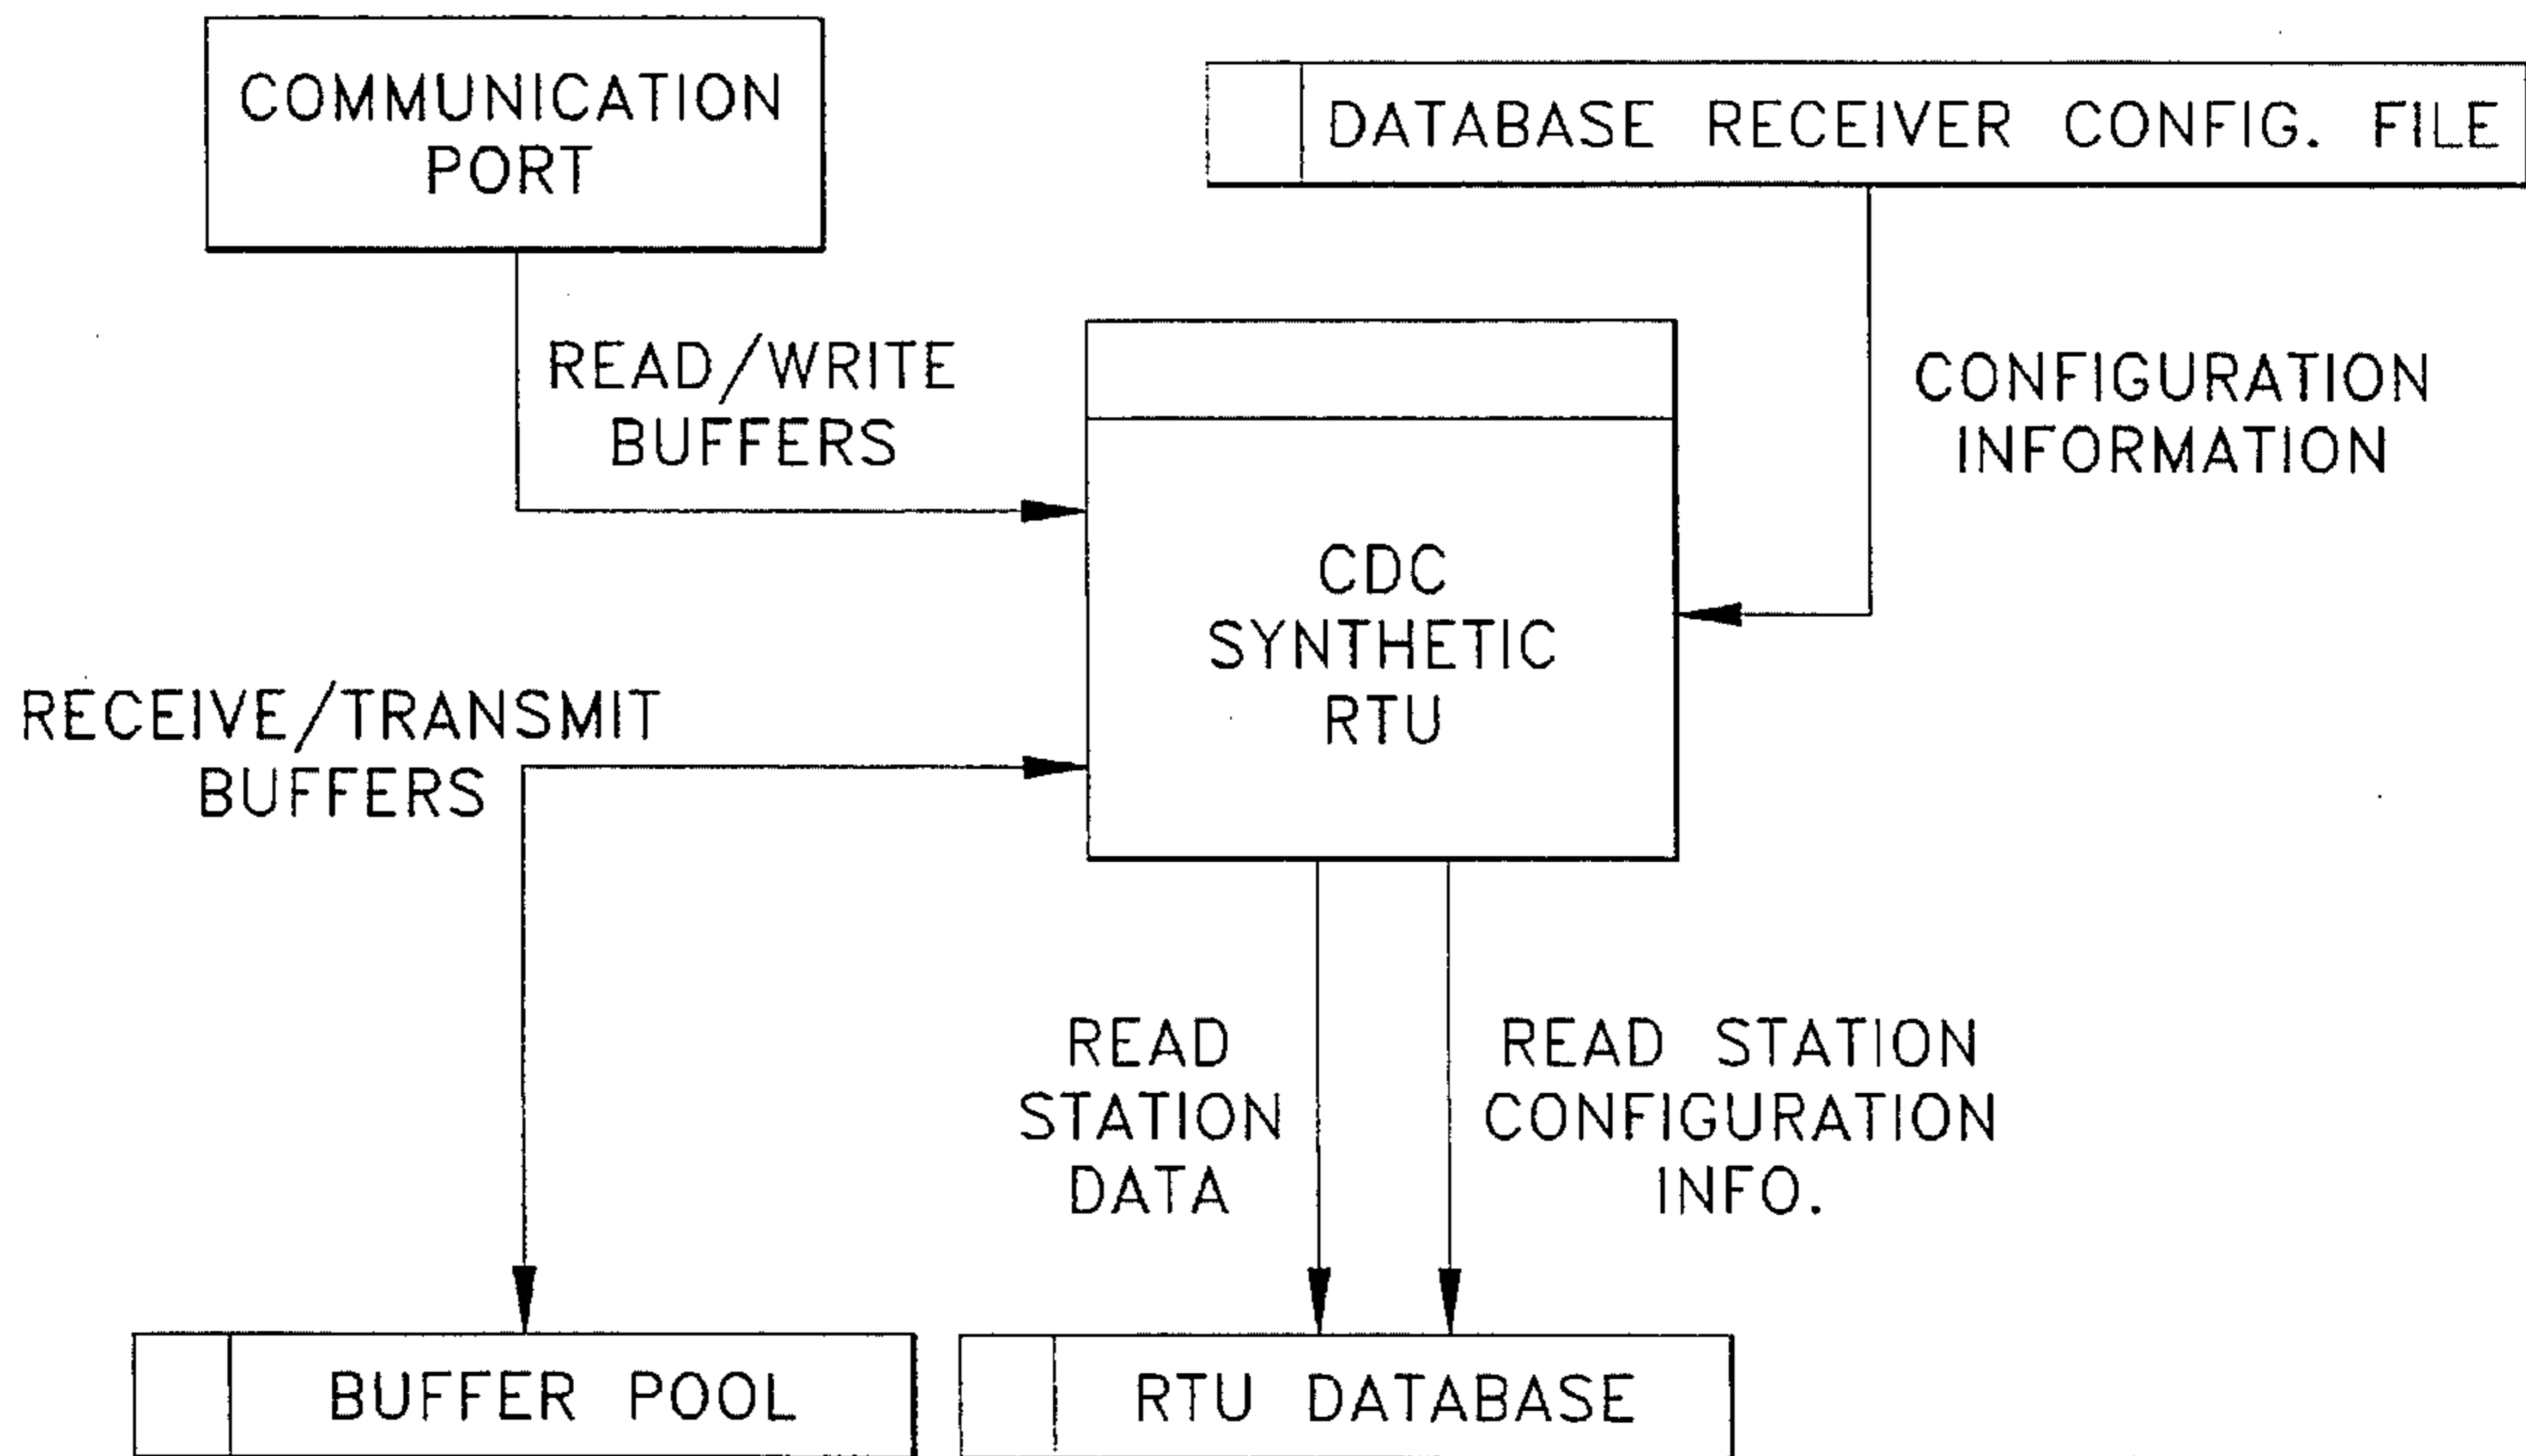 COMMUNICATION
PORT
DATABASE RECEIVER CONFIG. FILE
READ/WRITE
BUFFERS
CONFIGURATION
INFORMATION
CDC
SYNTHETIC
RTU
RECEIVE/TRANSMIT
BUFFERS
READ
STATION
DATA
READ STATION
CONFIGURATION
INFO.
BUFFER POOL
RTU DATABASE